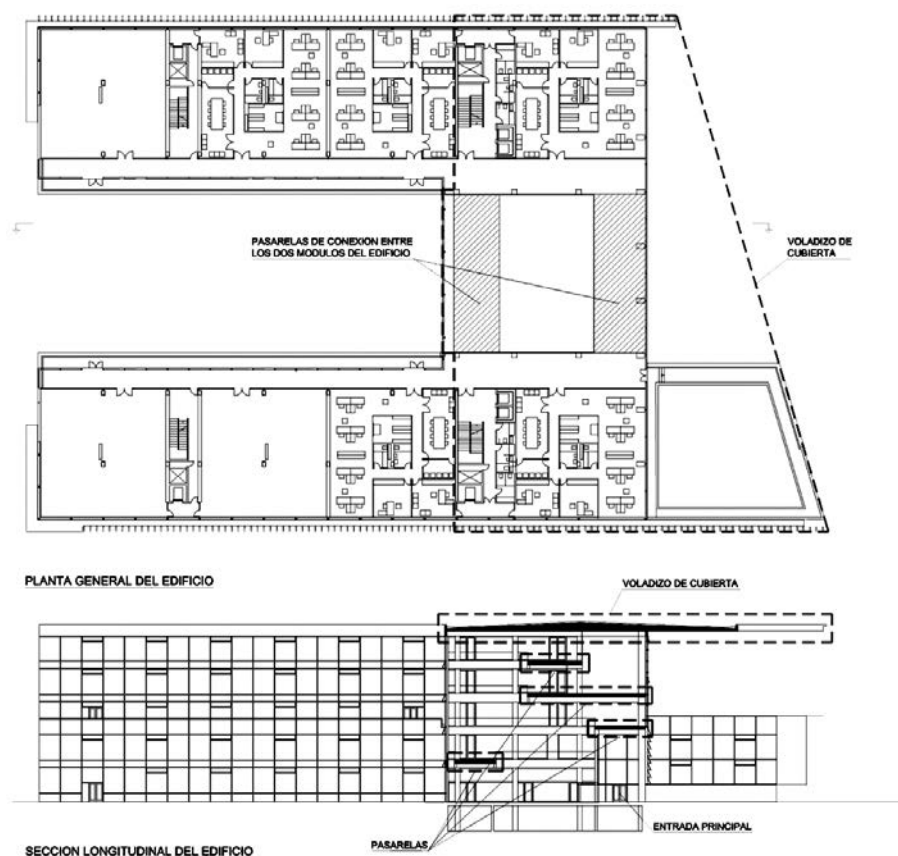 PASARELAS DE CONEXION ENTRE
LOS DOS MODULOS DEL EDIFICIO
VOLADIZO DE
CUBIERTA
PLANTA GENERAL DEL EDIFICIO
VOLADIZO DE CUBIERTA
ENTRADA PRINCIPAL
PASARELAS
SECCION LONGITUDINAL DEL EDIFICIO